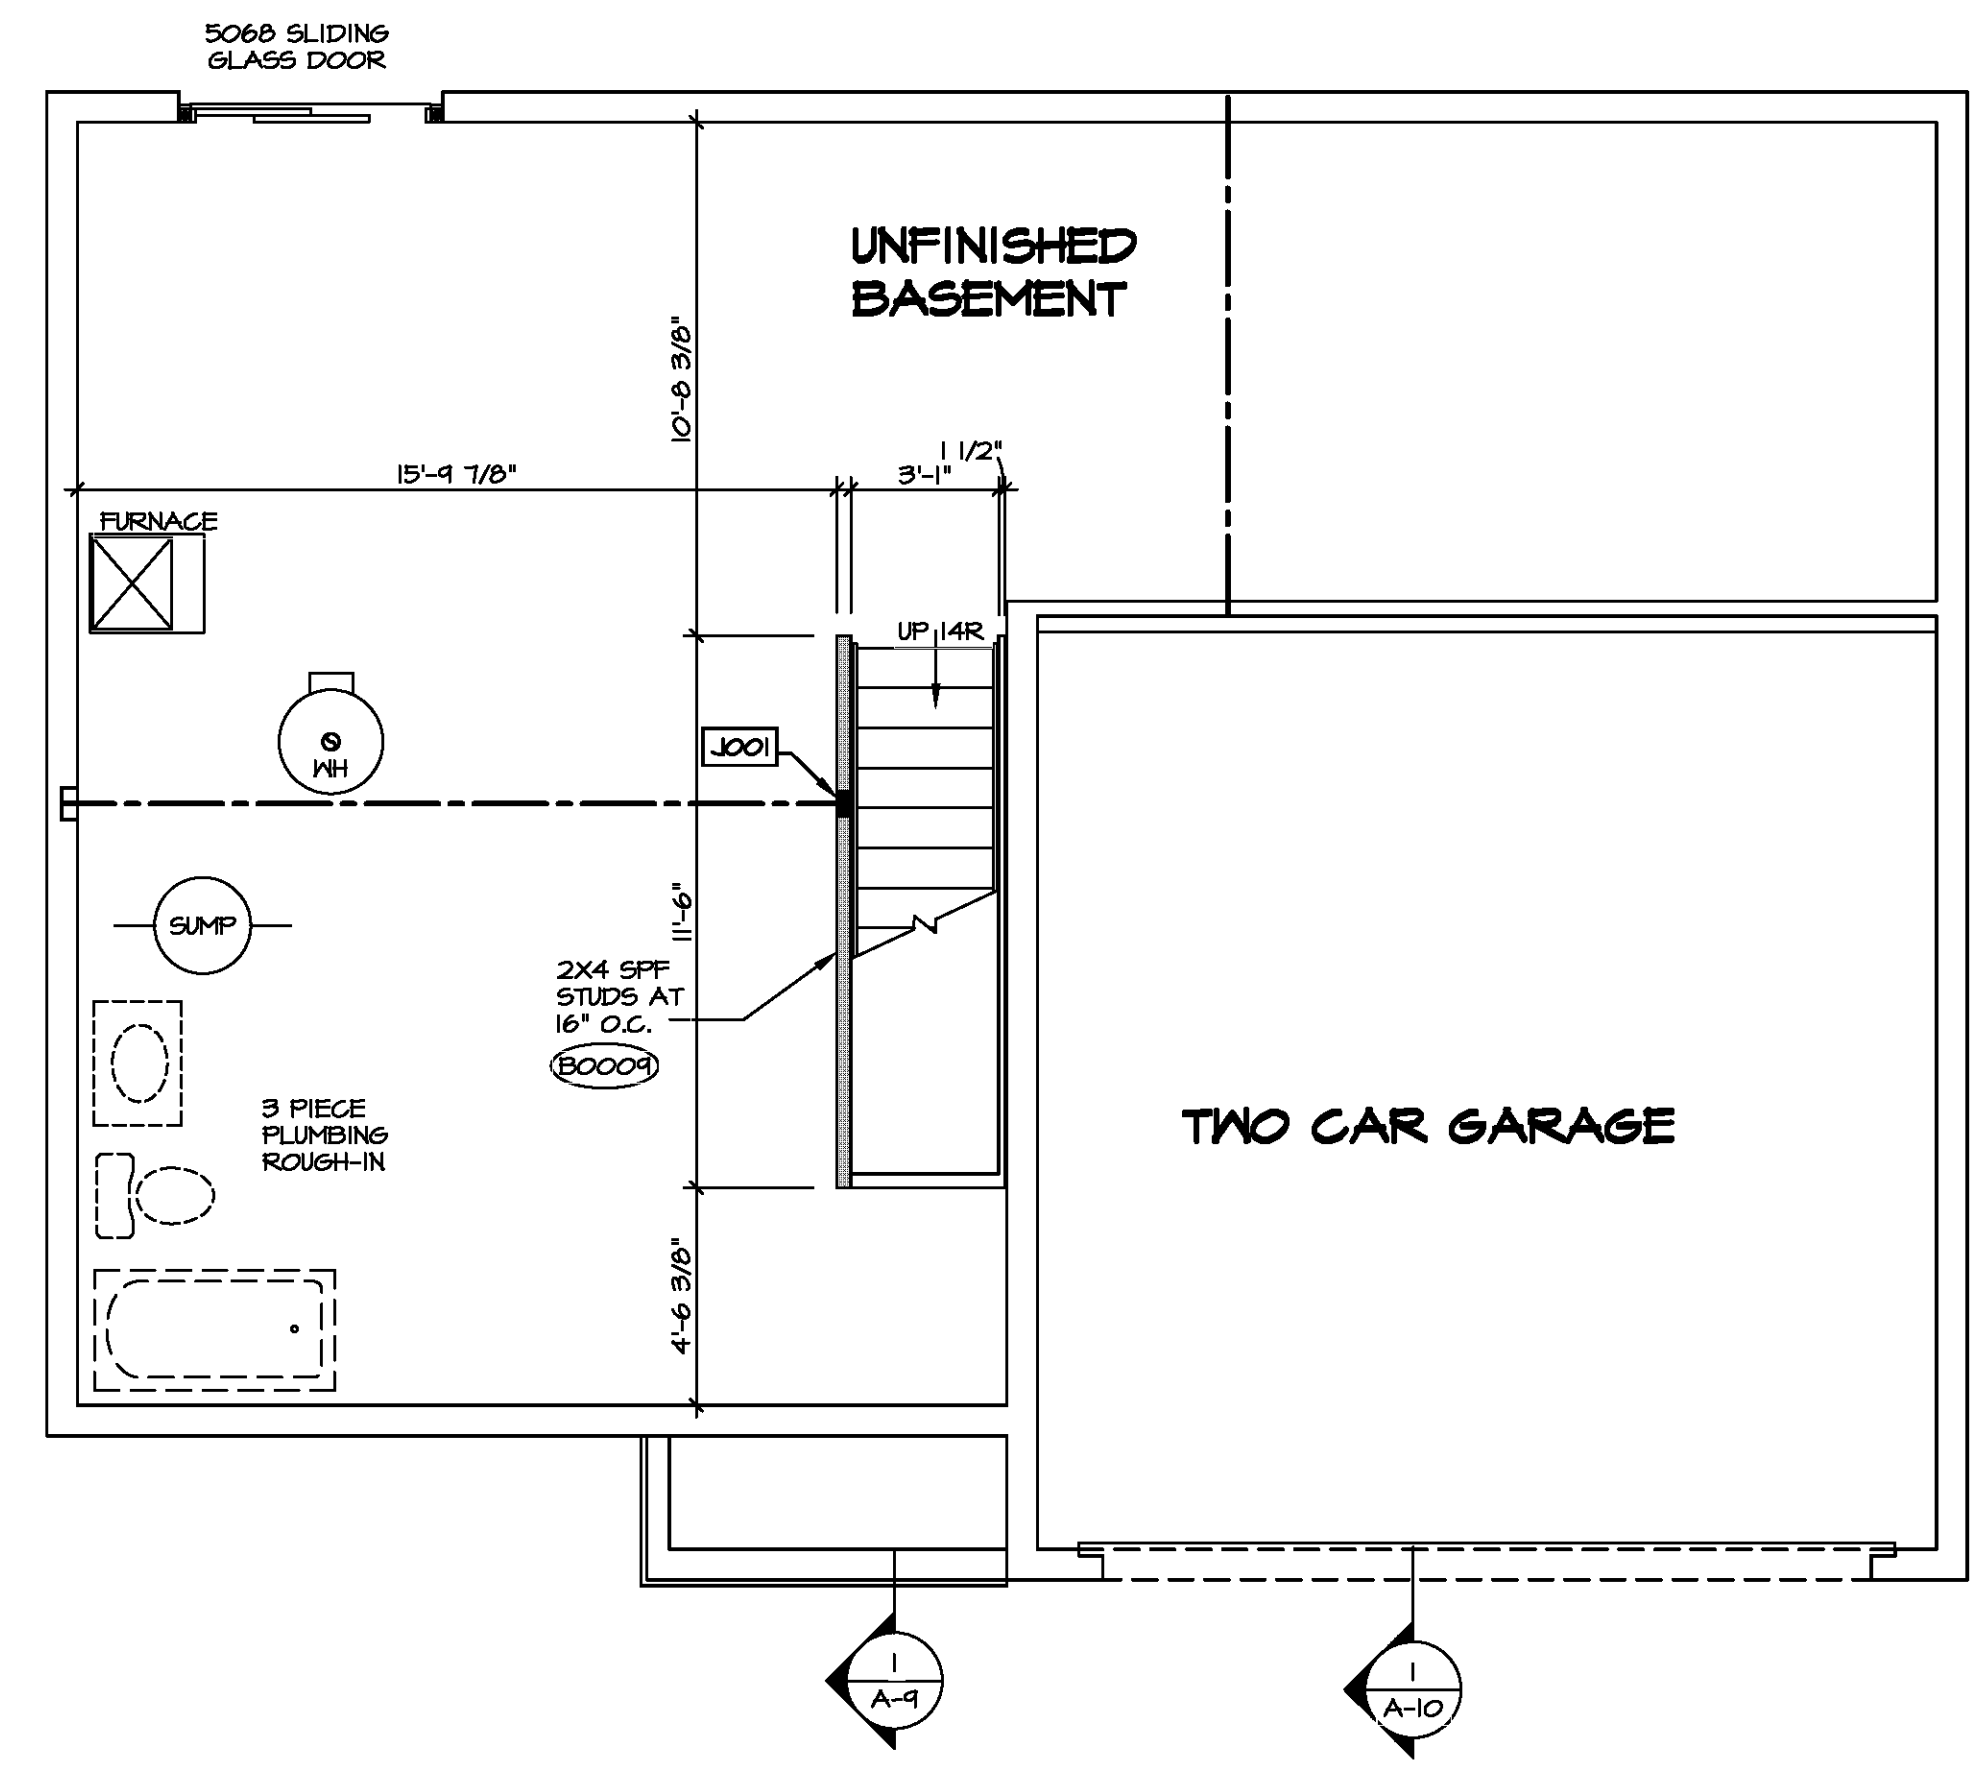 5068 SLIDING
GLASS DOOR
UNFINISHED
BASEMENT
10'-8 3/8"
1 1/2"
15'-9 7/8"
3'-1"
FURNACE
UP 14R
J001
WH
11'-6"
SUMP
2X4 SPF
STUDS AT
16" O.C.
B0009
3 PIECE
PLUMBING
ROUGH-IN
TWO CAR GARAGE
4'-6 3/8"
1
A-9
1
A-10